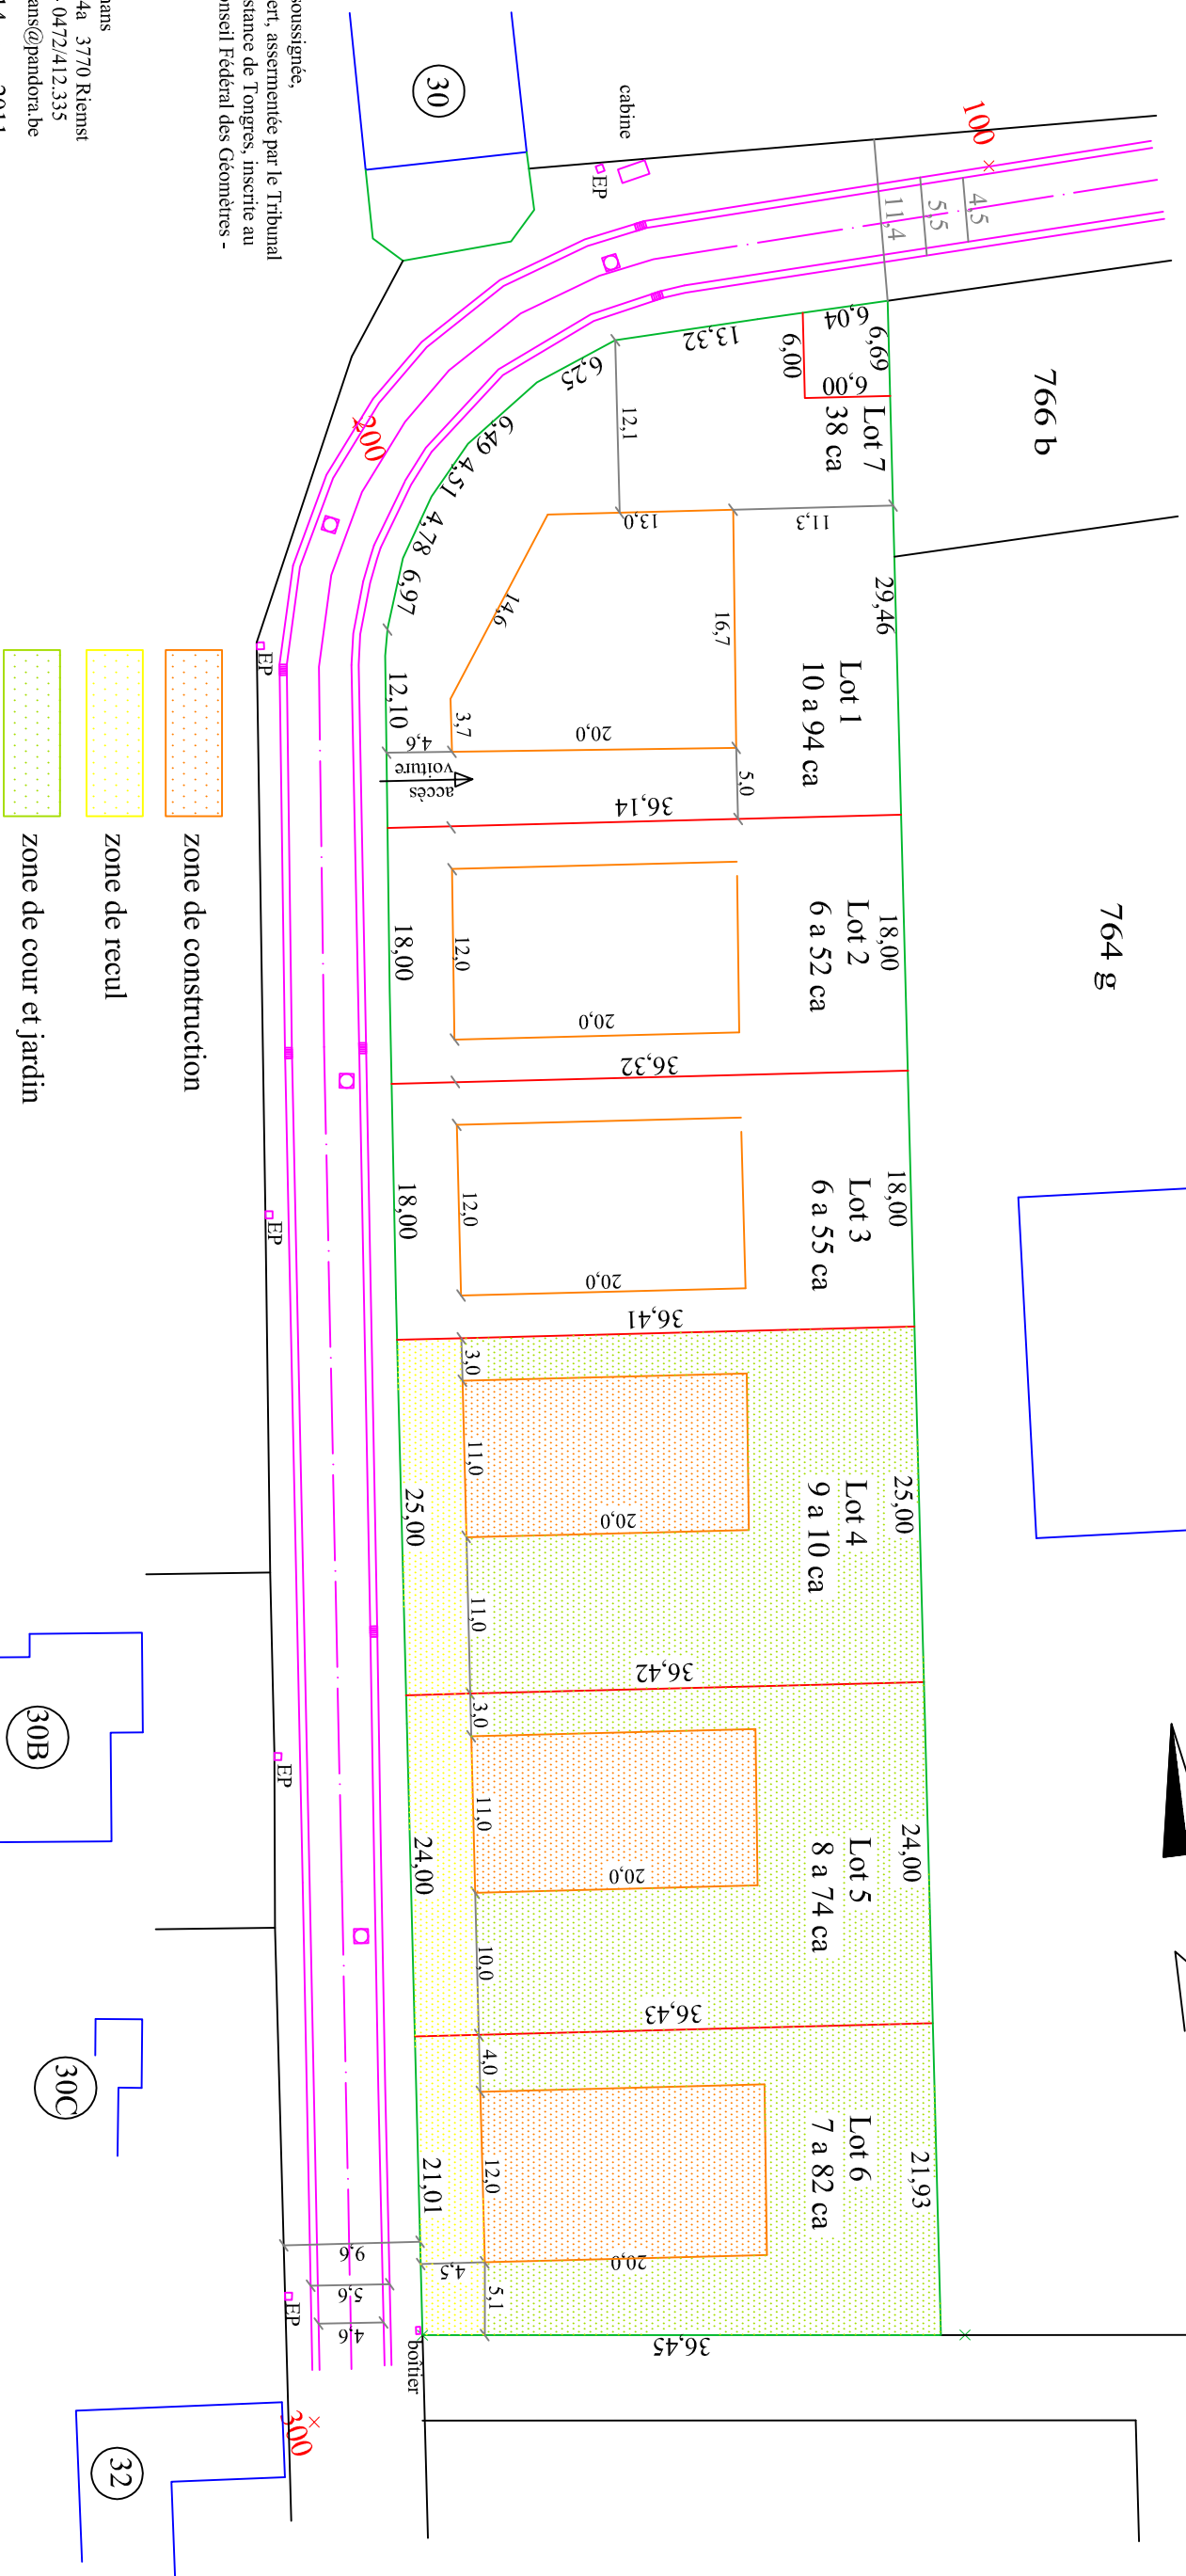 soussignée,
ert, assermentée par le Tribunal
stance de Tongres, inscrite au
onseil Fédéral des Géomètres -
nans
4a 3770 Riemst
0472/412.335
ans@pandora.be
2011
30
cabine
EP
100
4,5
5,5
11,4
766 b
764 g
6,04
6,69
6,00
6,00
Lot 7
38 ca
13,32
6,25
6,49
4,51
4,78
6,97
12,10
200
12,1
13,0
11,3
14,6
16,7
3,7
20,0
4,6
5,0
accès
voiture
29,46
Lot 1
10 a 94 ca
36,14
18,00
Lot 2
6 a 52 ca
12,0
20,0
18,00
36,32
18,00
Lot 3
6 a 55 ca
12,0
20,0
18,00
36,41
25,00
Lot 4
9 a 10 ca
3,0
11,0
20,0
11,0
25,00
36,42
24,00
Lot 5
8 a 74 ca
3,0
11,0
20,0
10,0
24,00
36,43
21,93
Lot 6
7 a 82 ca
4,0
12,0
20,0
5,1
4,5
21,01
36,45
9,6
5,6
4,6
boîtier
EP
EP
EP
EP
300
30B
30C
32
zone de construction
zone de recul
zone de cour et jardin